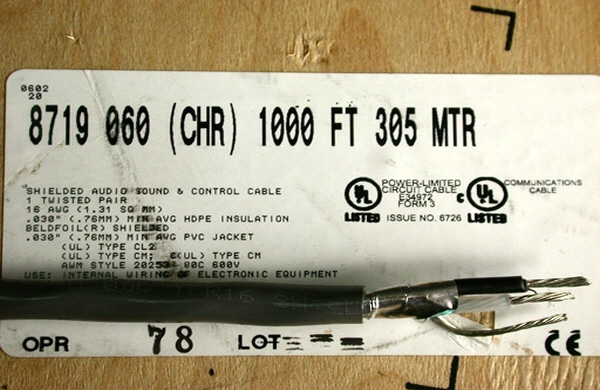 0602
20
8719 060 (CHR) 1000 FT 305 MTR
SHIELDED AUDIO SOUND & CONTROL CABLE
1 TWISTED PAIR
16 AWG (1.31 SQ MM)
.030" (.76MM) MIN AVG HDPE INSULATION
BELDFOIL(R) SHIELDED
.030" (.76MM) MIN AVG PVC JACKET
(UL) TYPE CL2
(UL) TYPE CM; C(UL) TYPE CM
AWM STYLE 20253 80C 600V
USE: INTERNAL WIRING OF ELECTRONIC EQUIPMENT
UL LISTED
POWER-LIMITED
CIRCUIT CABLE
E34972
FORM 3
ISSUE NO. 6726
C UL LISTED
COMMUNICATIONS
CABLE
OPR 78 LOT
CE